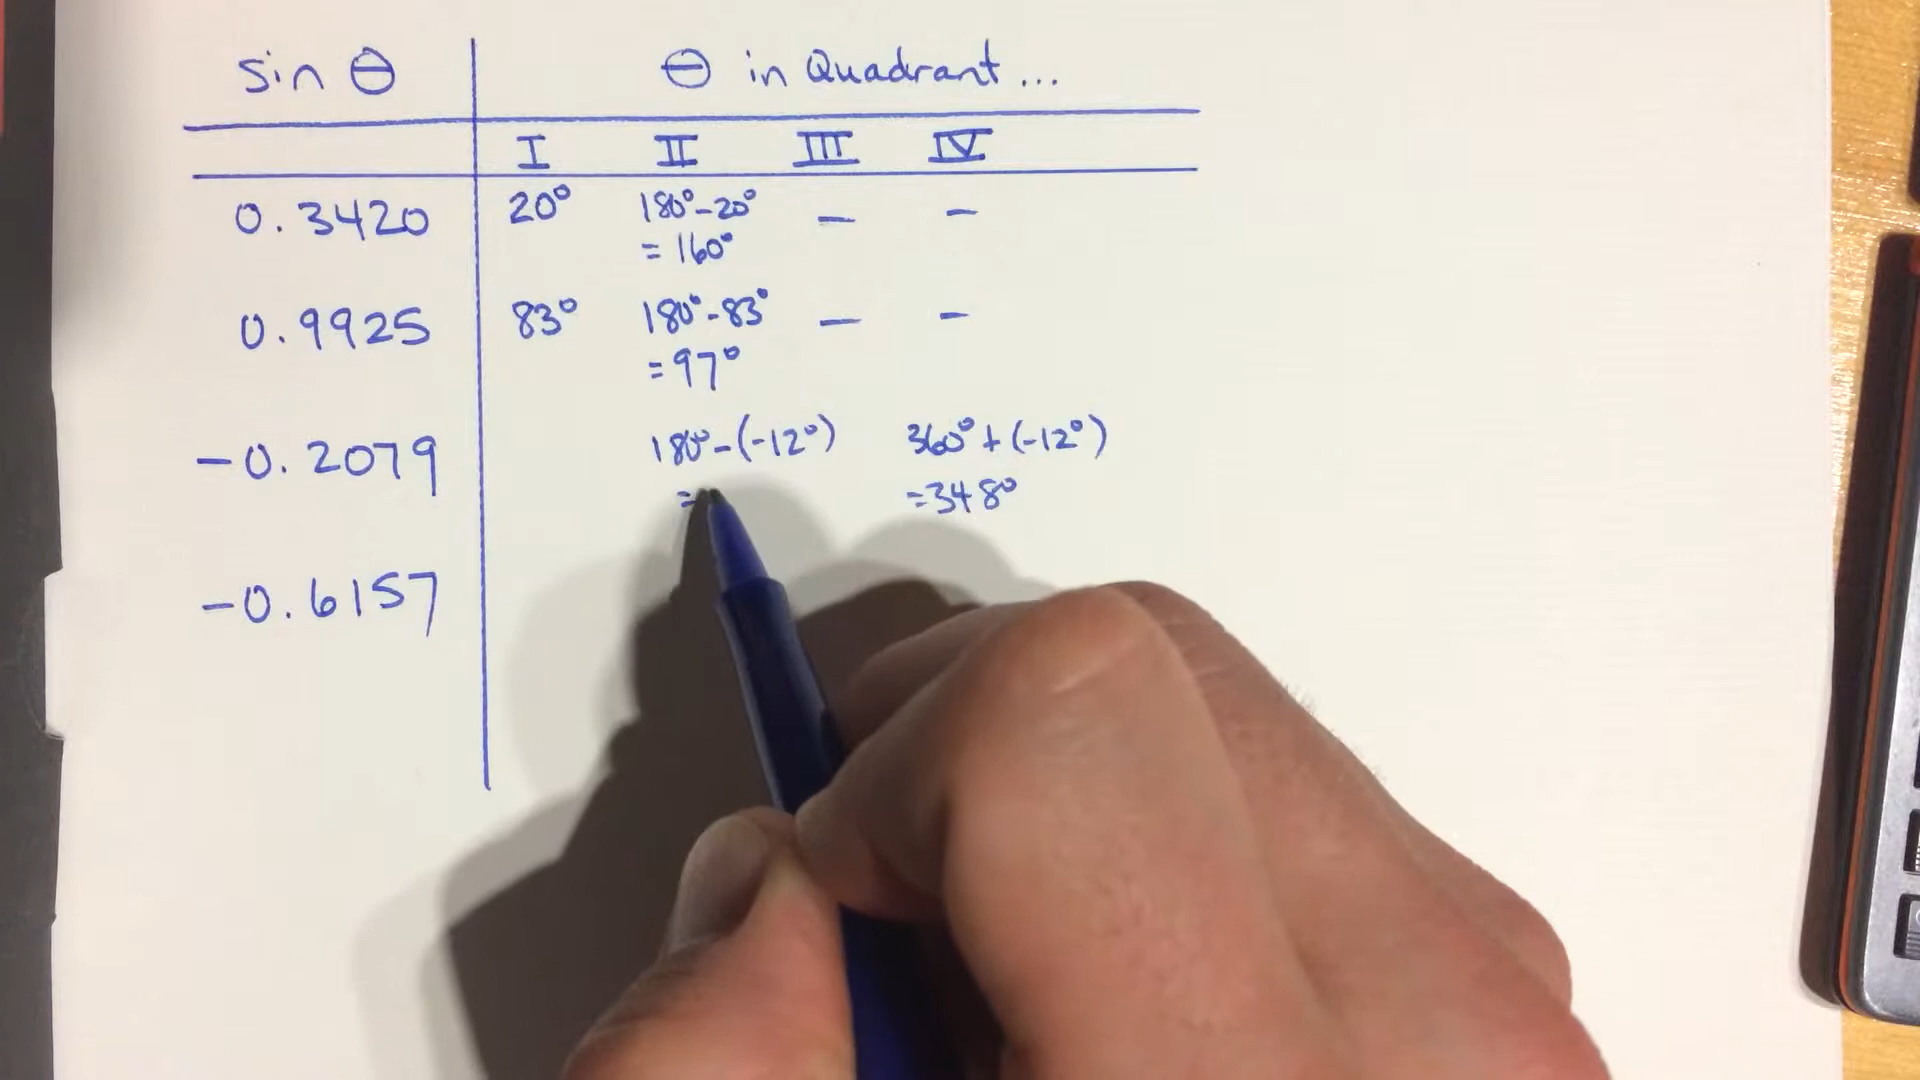 sin θ θ in Quadrant ...
I II III IV
0.3420 20° 180°-20° - -
= 160°
0.9925 83° 180°-83° - -
= 97°
-0.2079 180°-(-12°) 360°+(-12°)
= =348°
-0.6157